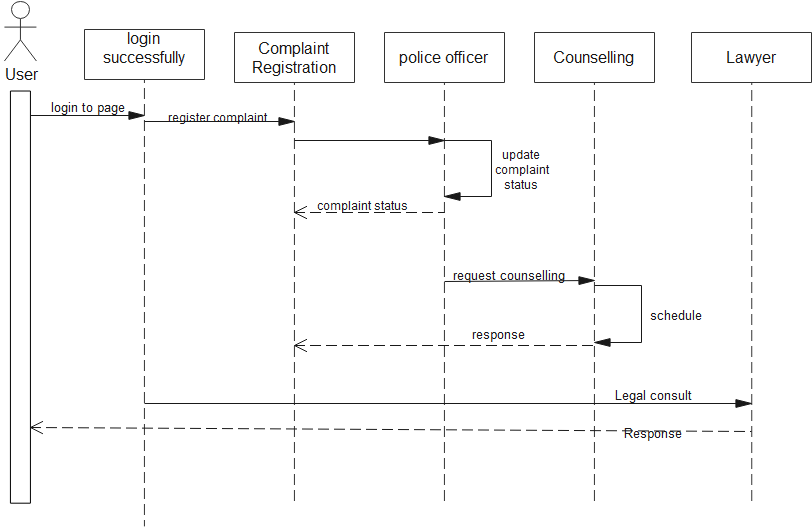 User
login
successfully
Complaint
Registration
police officer
Counselling
Lawyer
login to page
register complaint
update
complaint
status
complaint status
request counselling
schedule
response
Legal consult
Response